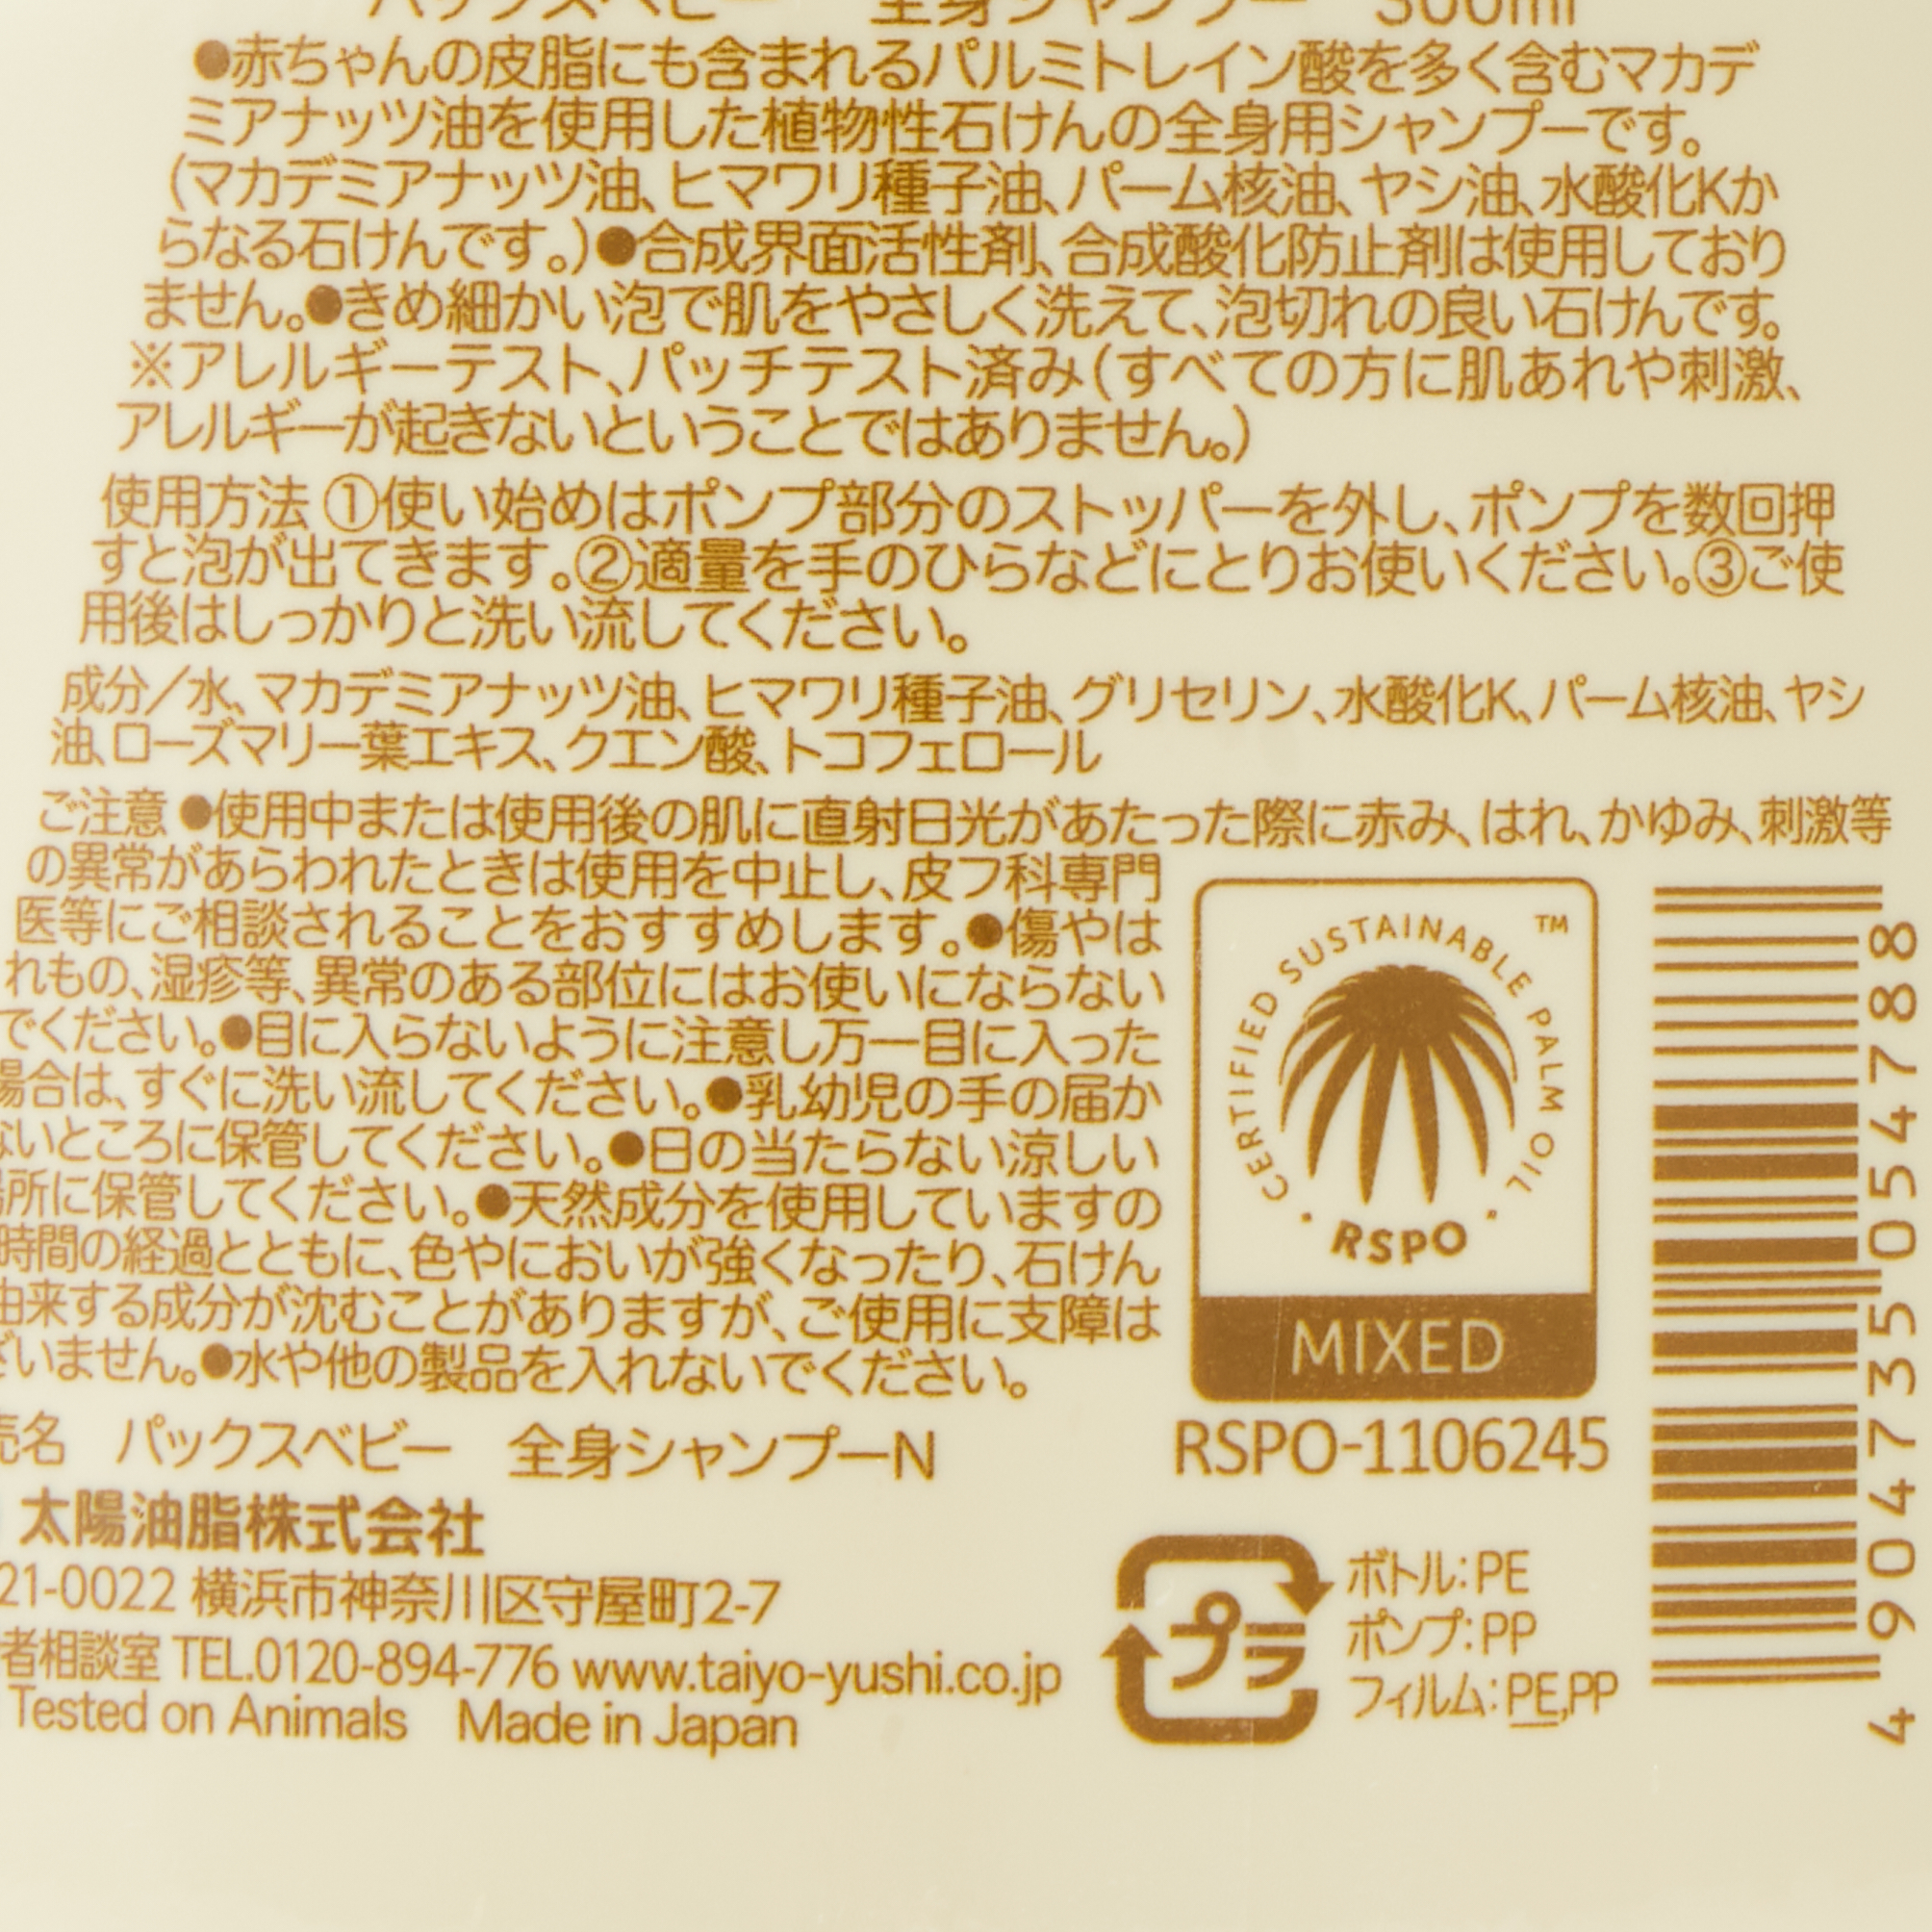 パックスベビー　全身シャンプー　300ml
●赤ちゃんの皮脂にも含まれるパルミトレイン酸を多く含むマカデ
ミアナッツ油を使用した植物性石けんの全身用シャンプーです。
（マカデミアナッツ油、ヒマワリ種子油、パーム核油、ヤシ油、水酸化Kか
らなる石けんです。）●合成界面活性剤、合成酸化防止剤は使用しており
ません。●きめ細かい泡で肌をやさしく洗えて、泡切れの良い石けんです。
※アレルギーテスト、パッチテスト済み（すべての方に肌あれや刺激、
アレルギーが起きないということではありません。）
使用方法 ①使い始めはポンプ部分のストッパーを外し、ポンプを数回押
すと泡が出てきます。②適量を手のひらなどにとりお使いください。③ご使
用後はしっかりと洗い流してください。
成分／水、マカデミアナッツ油、ヒマワリ種子油、グリセリン、水酸化K、パーム核油、ヤシ
油、ローズマリー葉エキス、クエン酸、トコフェロール
ご注意 ●使用中または使用後の肌に直射日光があたった際に赤み、はれ、かゆみ、刺激等
の異常があらわれたときは使用を中止し、皮フ科専門
医等にご相談されることをおすすめします。●傷やは
れもの、湿疹等、異常のある部位にはお使いにならない
でください。●目に入らないように注意し万一目に入った
場合は、すぐに洗い流してください。●乳幼児の手の届か
ないところに保管してください。●日の当たらない涼しい
場所に保管してください。●天然成分を使用していますの
時間の経過とともに、色やにおいが強くなったり、石けん
由来する成分が沈むことがありますが、ご使用に支障は
ざいません。●水や他の製品を入れないでください。
売名　パックスベビー　全身シャンプーN
太陽油脂株式会社
21-0022 横浜市神奈川区守屋町2-7
者相談室 TEL.0120-894-776 www.taiyo-yushi.co.jp
Tested on Animals　Made in Japan
CERTIFIED SUSTAINABLE PALM OIL
TM
RSPO
MIXED
RSPO-1106245
プラ
ボトル：PE
ポンプ：PP
フィルム：PE,PP
4 904735 054788